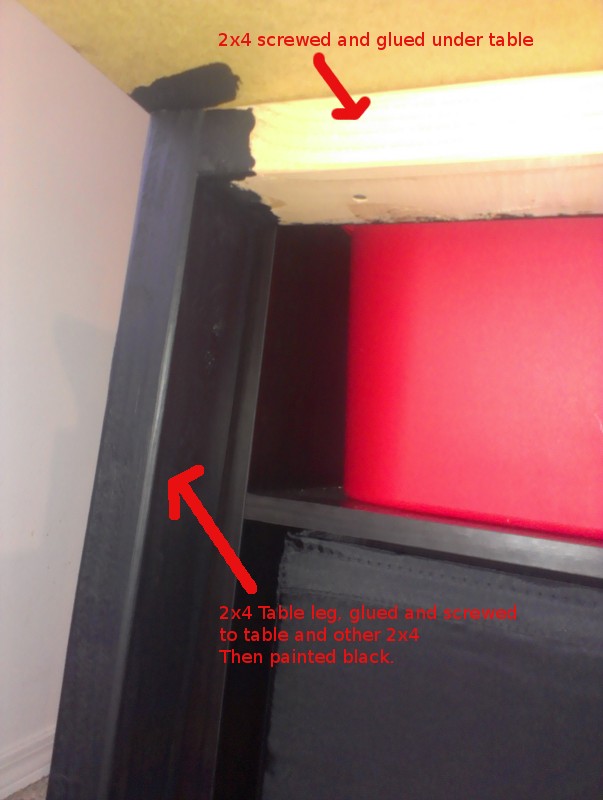 2x4 screwed and glued under table
2x4 Table leg, glued and screwed
to table and other 2x4
Then painted black.